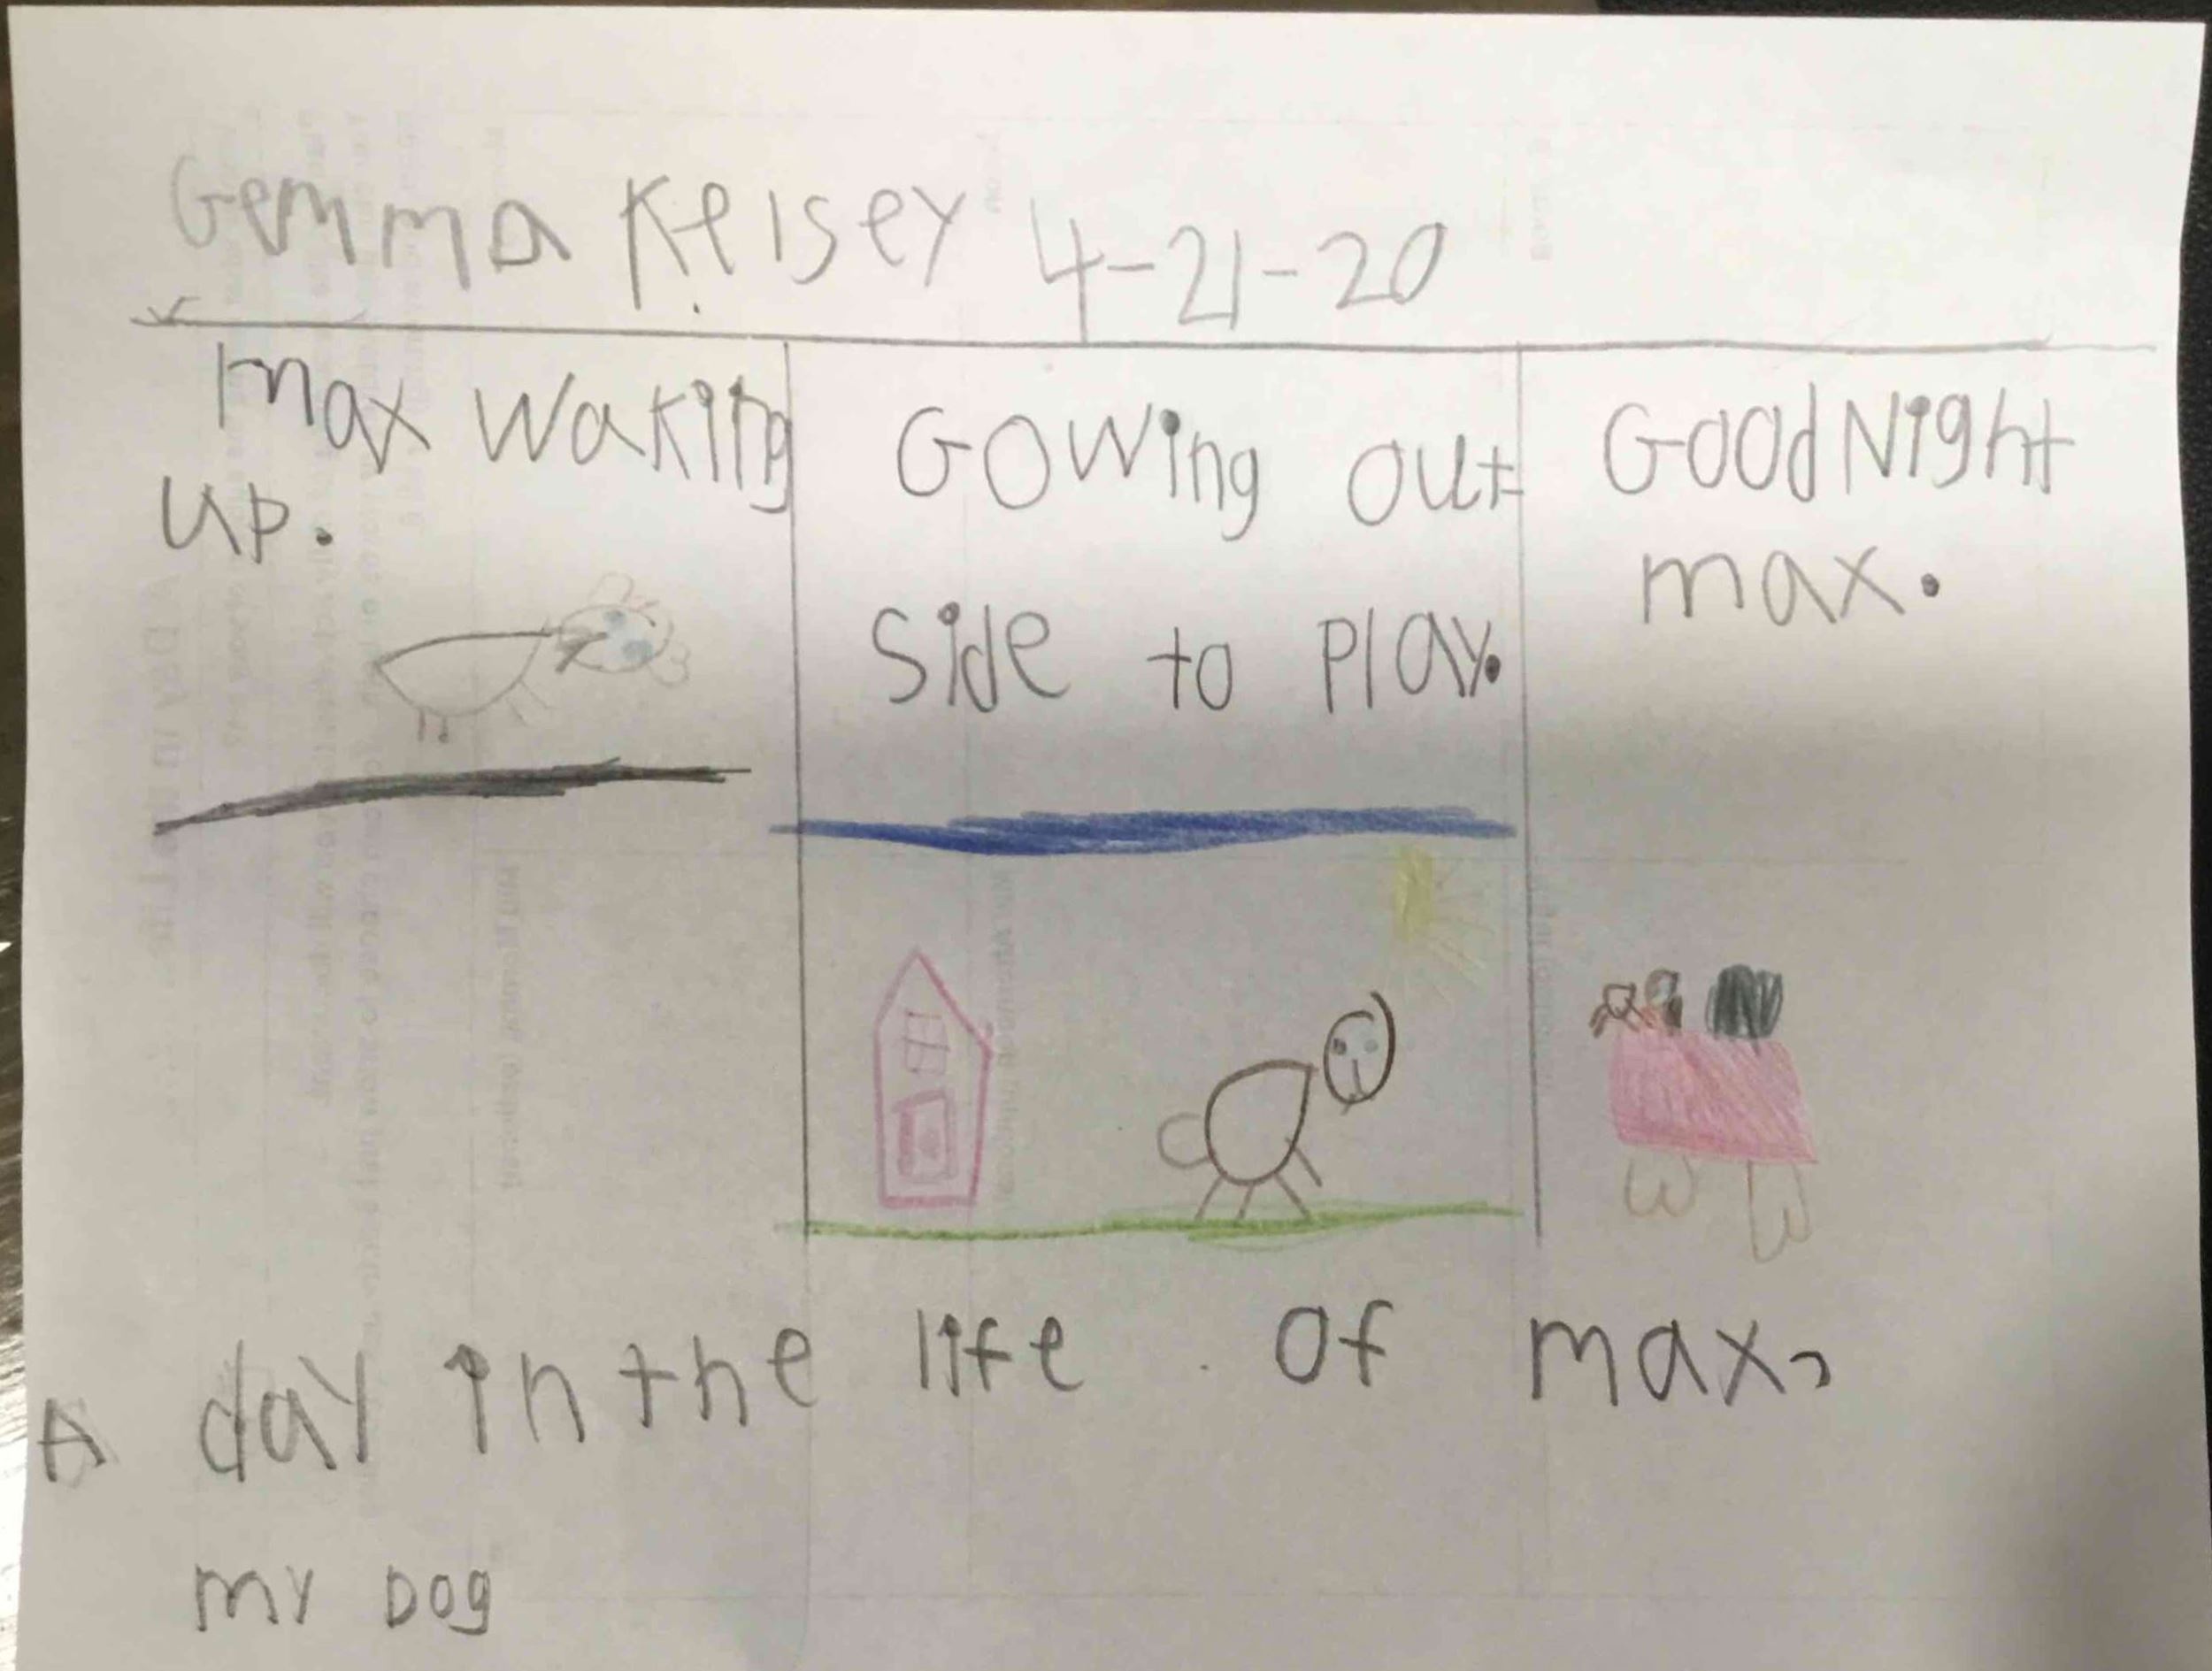 Gemma Kelsey 4-21-20
max waking
up.
Gowing out
side to play.
Good Night
max.
A day in the life of max,
my Dog